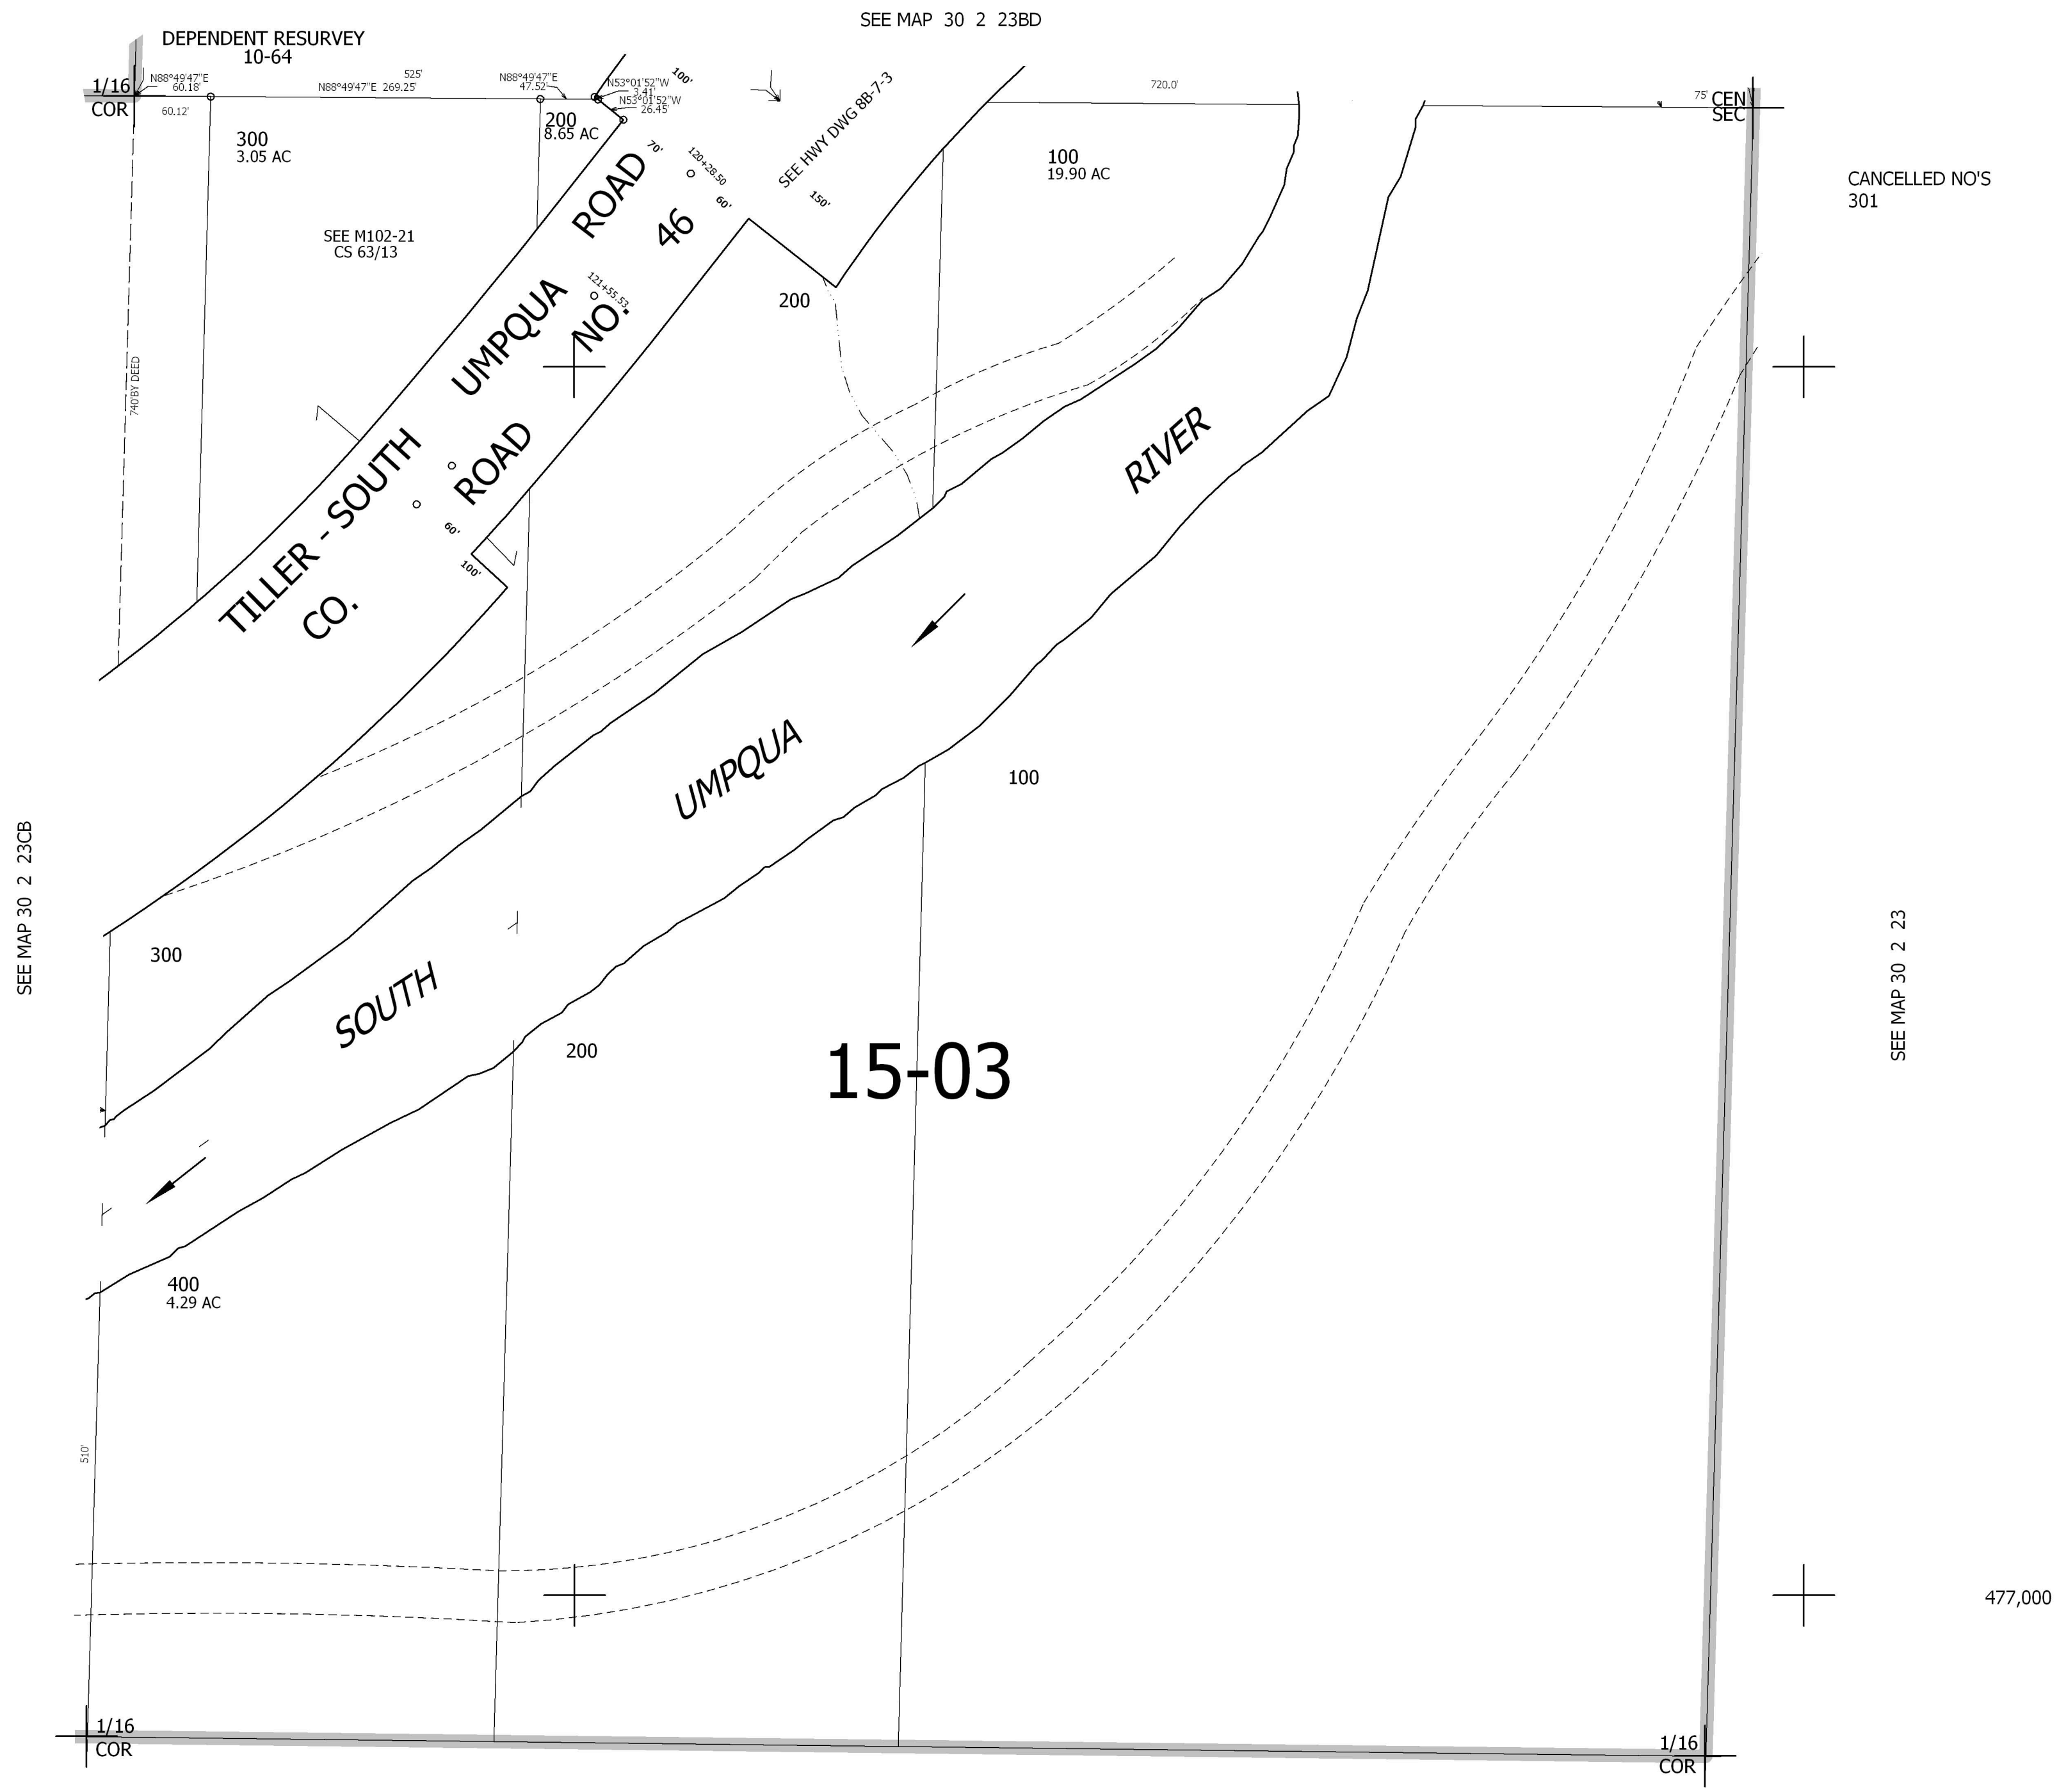 SEE MAP 30 2 23BD
DEPENDENT RESURVEY
10-64
1/16
COR
N88°49'47"E
60.18'
60.12'
525'
N88°49'47"E 269.25'
N88°49'47"E
47.52'
N53°01'52"W
3.41'
N53°01'52"W
26.45'
100'
SEE HWY DWG 8B-7-3
720.0'
75'
CEN
SEC
300
3.05 AC
200
8.65 AC
100
19.90 AC
CANCELLED NO'S
301
SEE M102-21
CS 63/13
70'
120+28.50
60'
150'
121+55.53
200
740'BY DEED
TILLER - SOUTH UMPQUA ROAD
CO. ROAD NO. 46
60'
100'
SOUTH UMPQUA RIVER
100
SEE MAP 30 2 23CB
SEE MAP 30 2 23
300
200
15-03
400
4.29 AC
510'
477,000
1/16
COR
1/16
COR